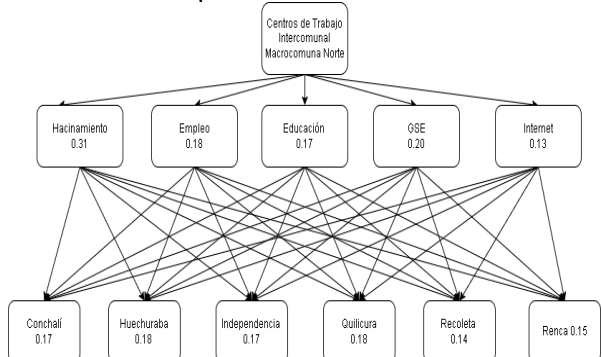 Centros de Trabajo
Intercomunal
Macrocomuna Norte
Hacinamiento
0.31
Empleo
0.18
Educación
0.17
GSE
0.20
Internet
0.13
Conchalí
0.17
Huechuraba
0.18
Independencia
0.17
Quilicura
0.18
Recoleta
0.14
Renca 0.15